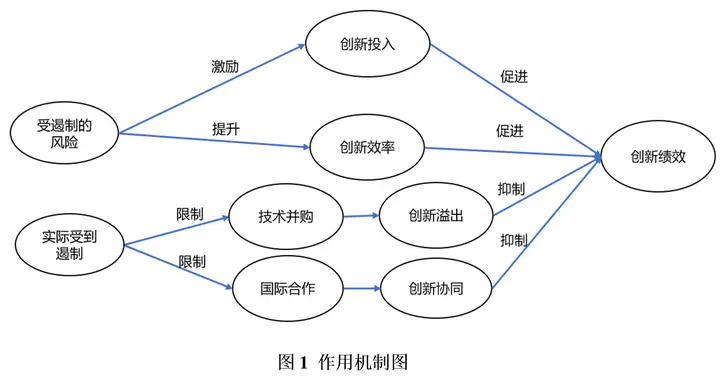 创新投入
激励
促进
受遏制的
风险
提升
创新效率
促进
创新绩效
抑制
限制
技术并购
创新溢出
实际受到
遏制
抑制
限制
国际合作
创新协同
图 1 作用机制图